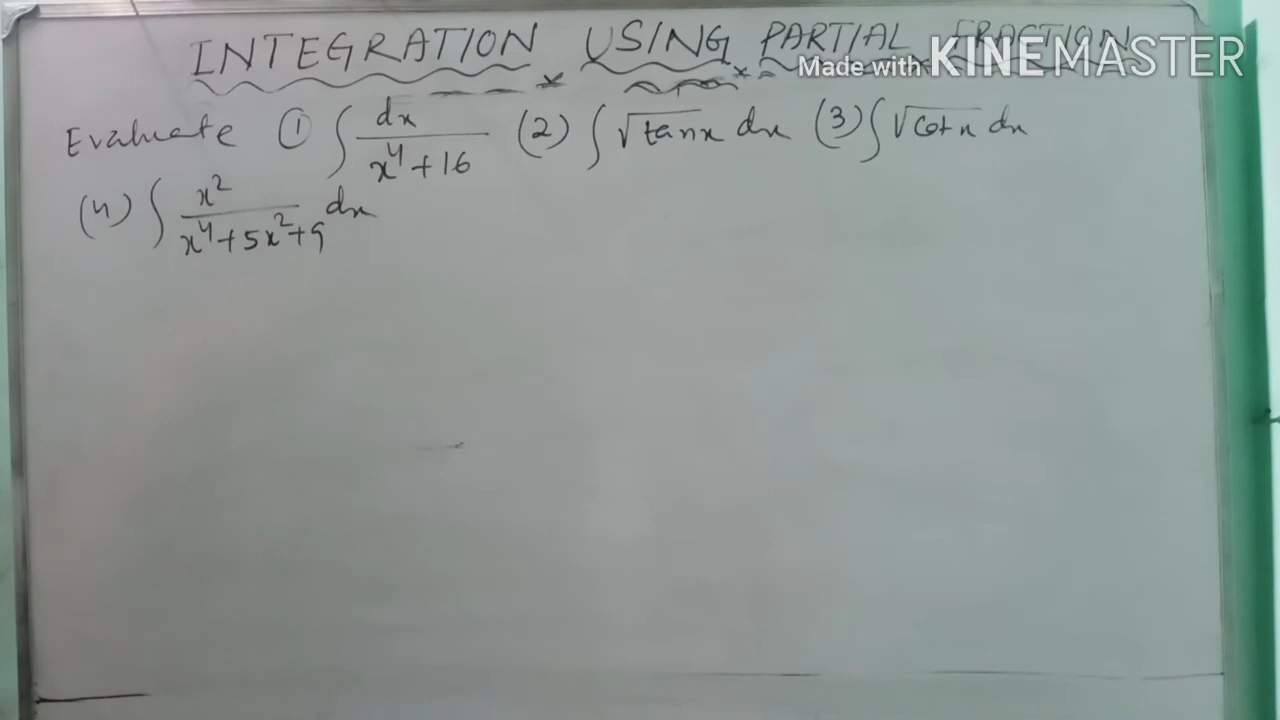 INTEGRATION USING PARTIAL FRACTION
Made with KINEMASTER
Evaluate ① ∫ dx/(x⁴+16) (2) ∫ √tanx dx (3) ∫ √cotx dx
(4) ∫ x²/(x⁴+5x²+9) dx